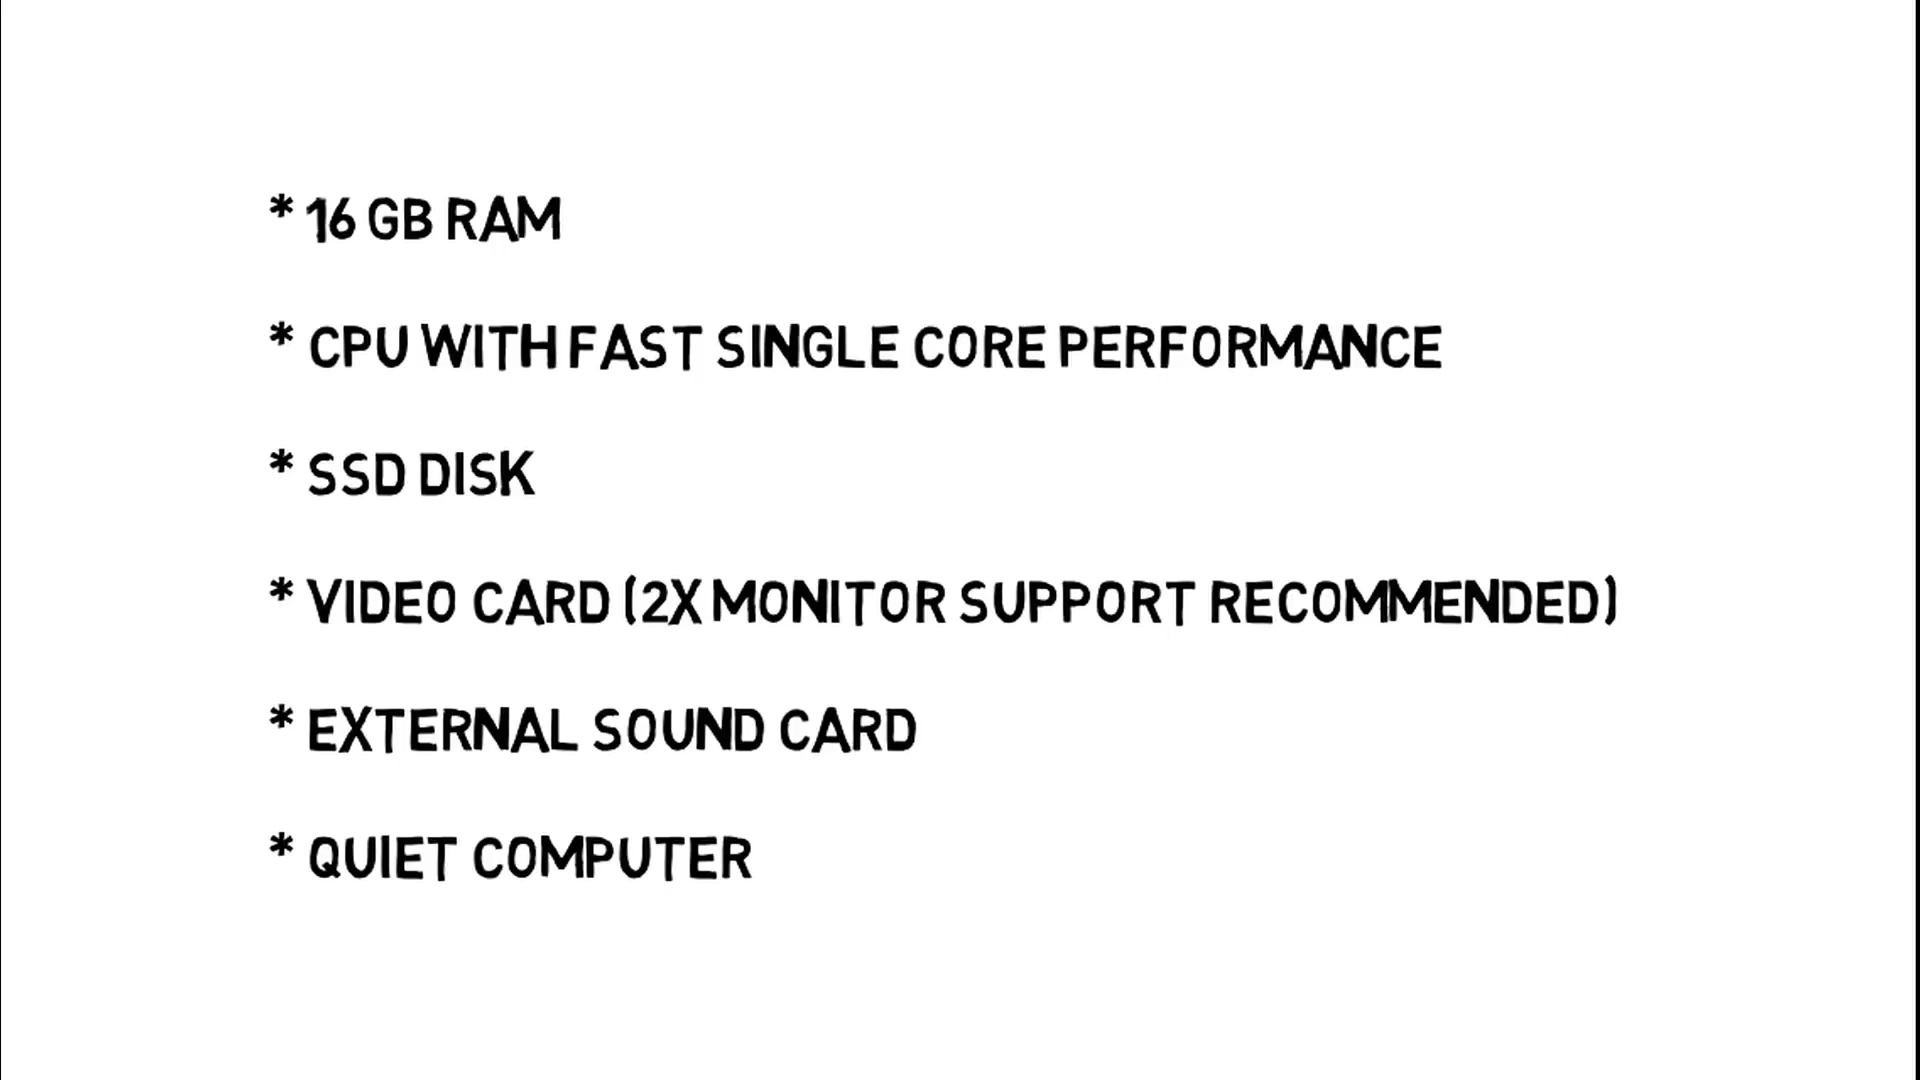 * 16 GB RAM
* CPU WITH FAST SINGLE CORE PERFORMANCE
* SSD DISK
* VIDEO CARD (2X MONITOR SUPPORT RECOMMENDED)
* EXTERNAL SOUND CARD
* QUIET COMPUTER